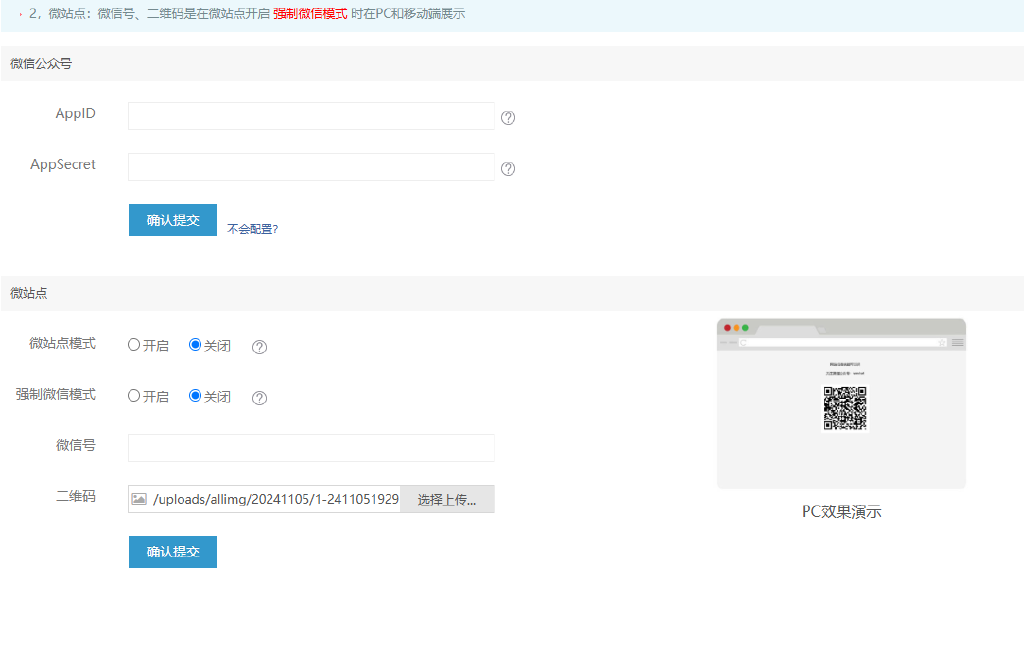 2，微站点：微信号、二维码是在微站点开启 强制微信模式 时在PC和移动端展示
微信公众号
AppID
AppSecret
确认提交 不会配置?
微站点
微站点模式 开启 关闭
强制微信模式 开启 关闭
微信号
二维码 /uploads/allimg/20241105/1-2411051929 选择上传...
PC效果演示
确认提交